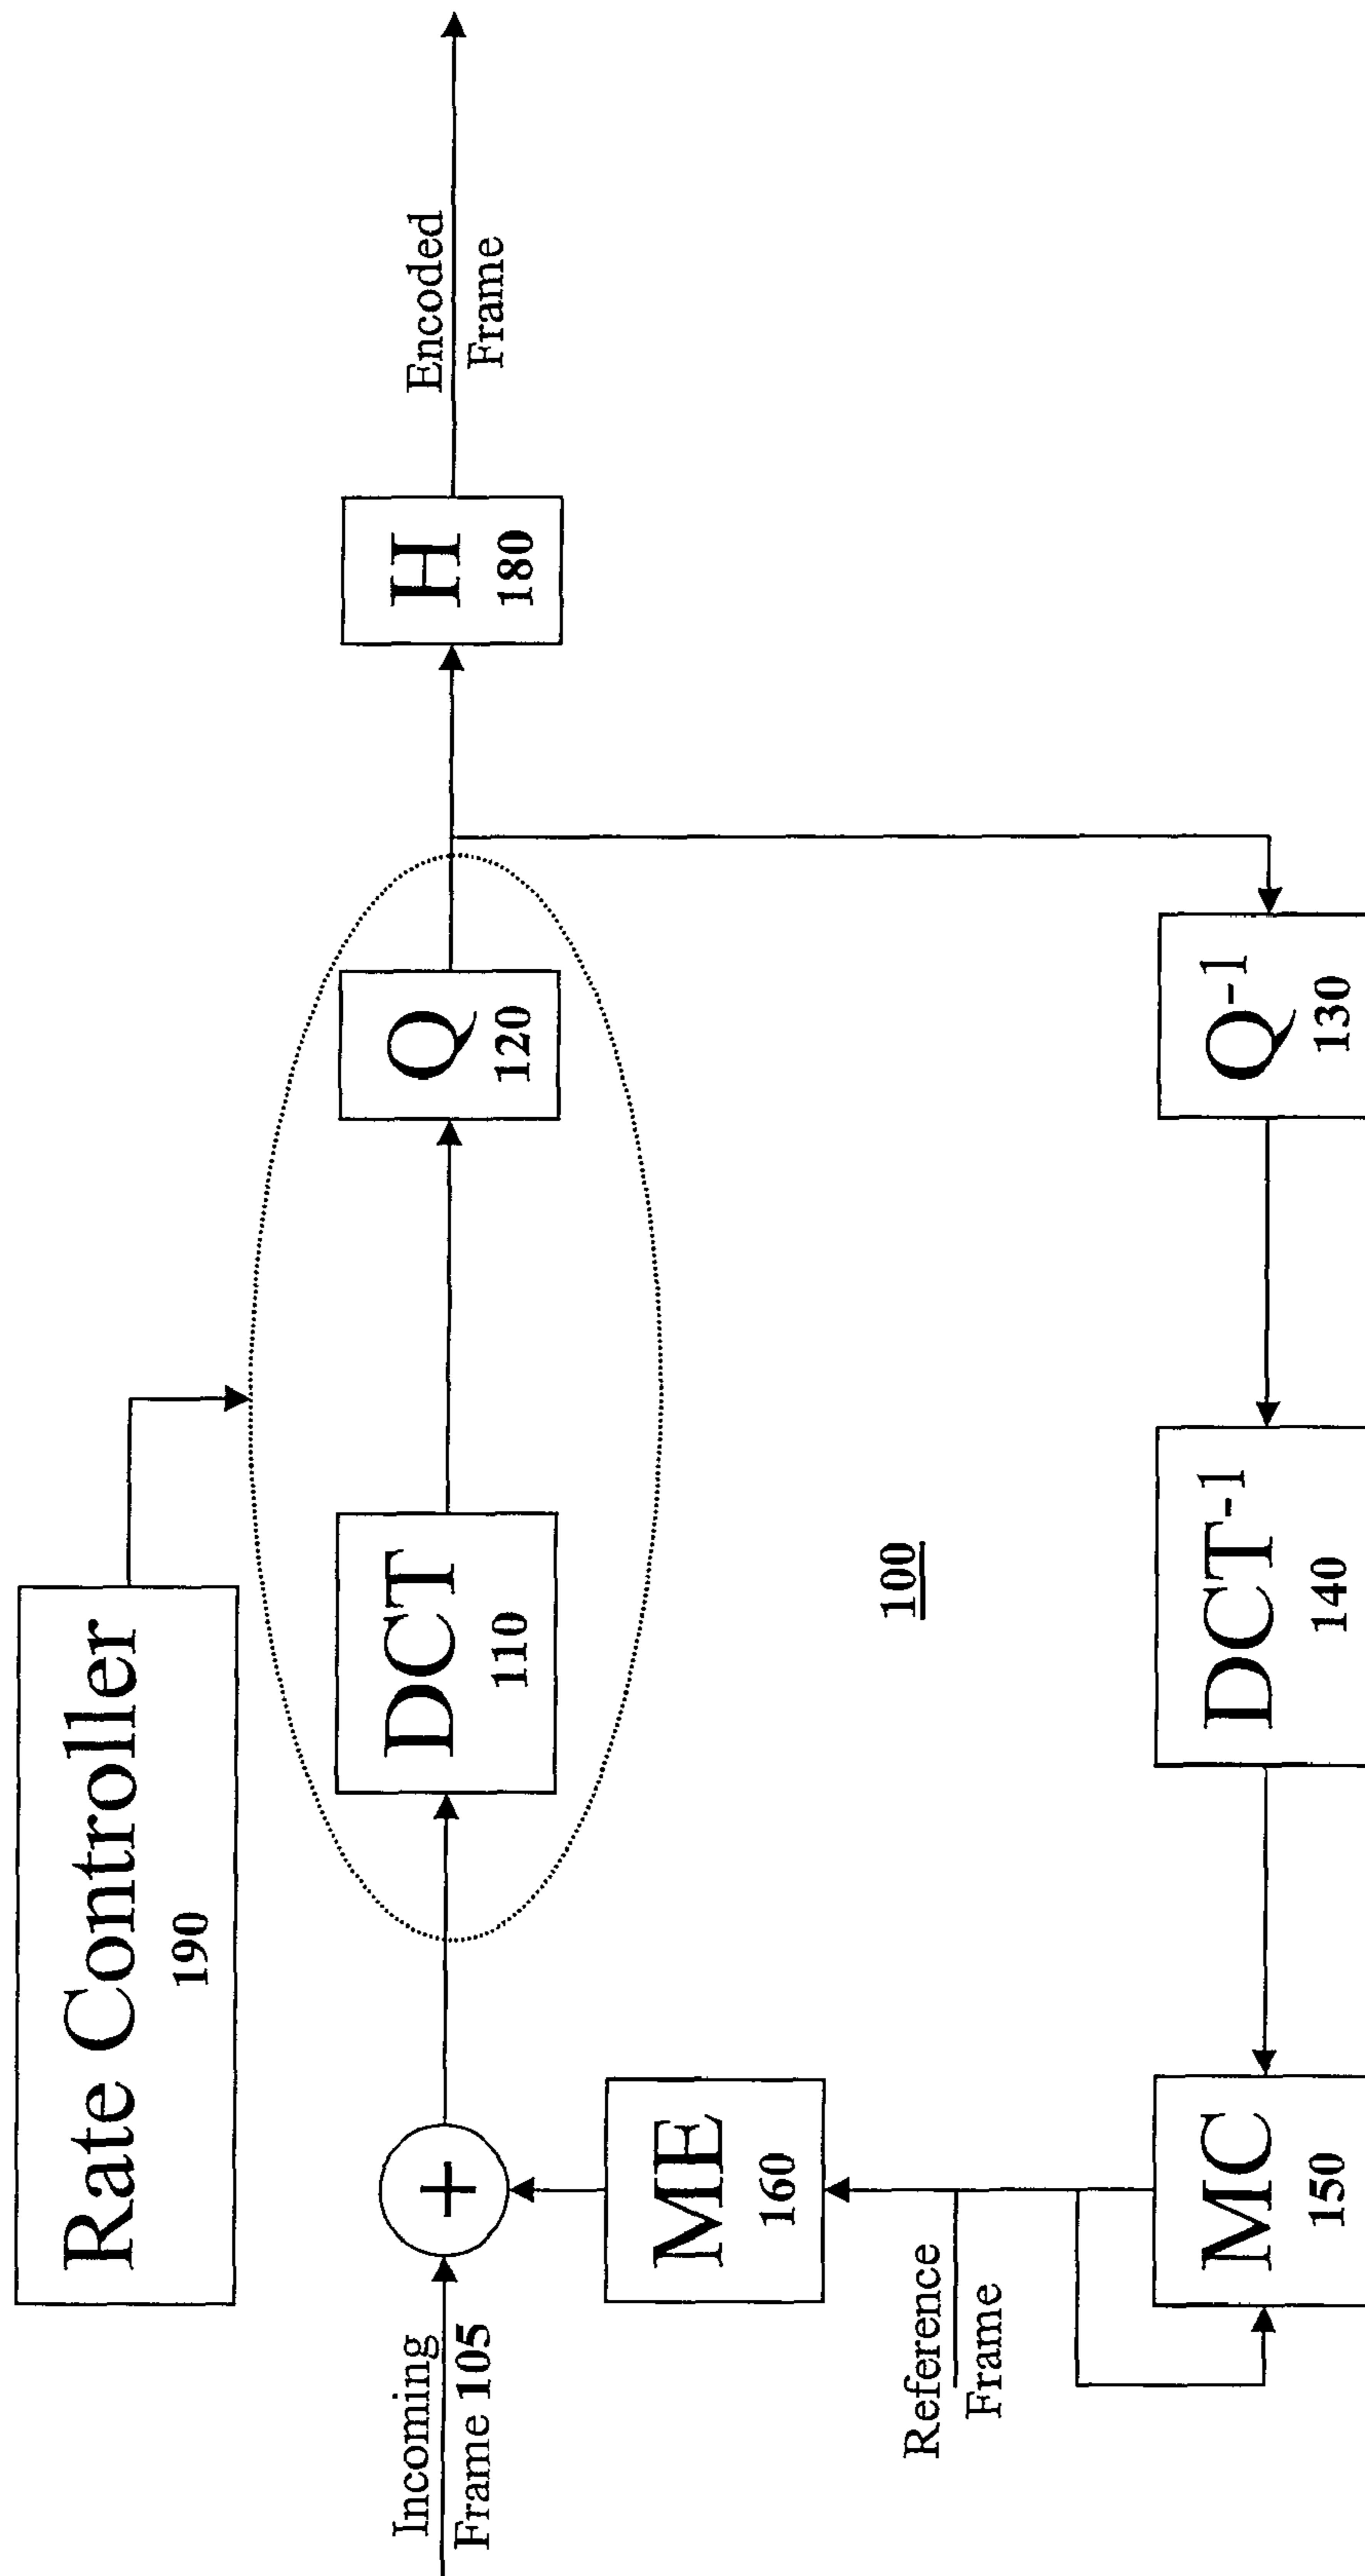 Rate Controller
190
Incoming
Frame 105
DCT
110
Q
120
H
180
Encoded
Frame
ME
160
100
Reference
Frame
MC
150
DCT-1
140
Q-1
130